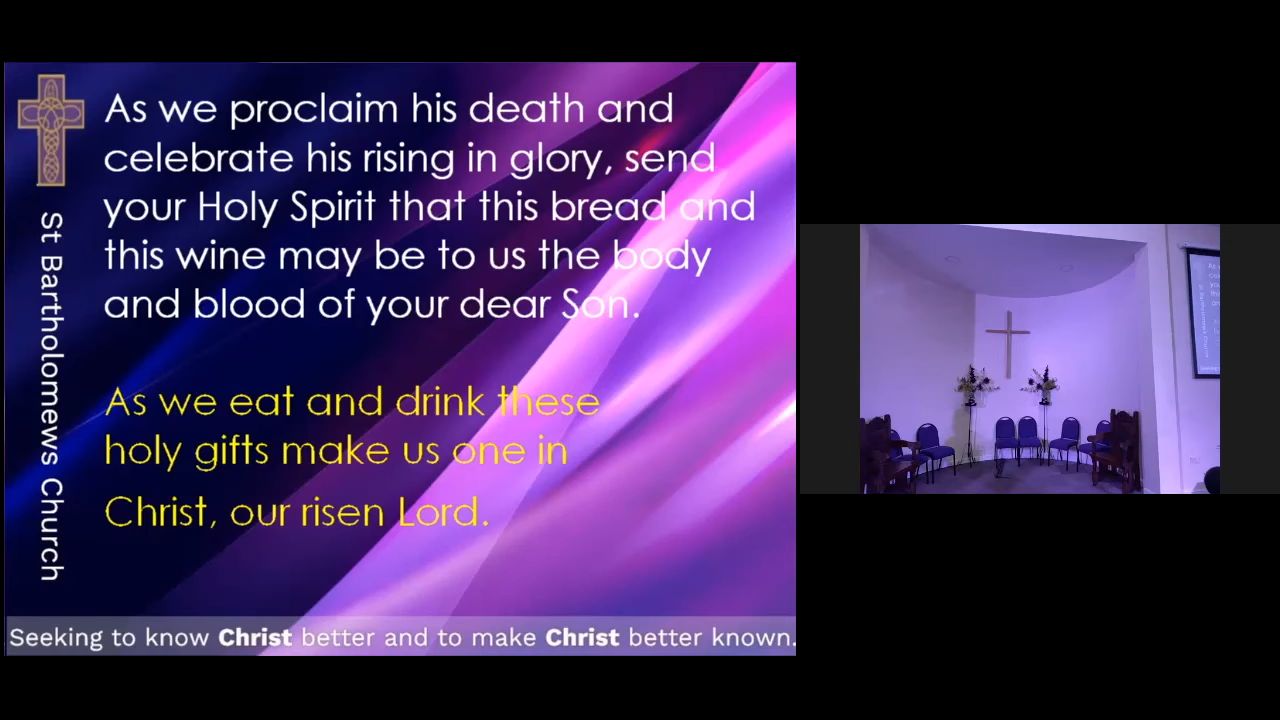 As we proclaim his death and
celebrate his rising in glory, send
your Holy Spirit that this bread and
this wine may be to us the body
and blood of your dear Son.
As we eat and drink these
holy gifts make us one in
Christ, our risen Lord.
St Bartholomews Church
Seeking to know Christ better and to make Christ better known.